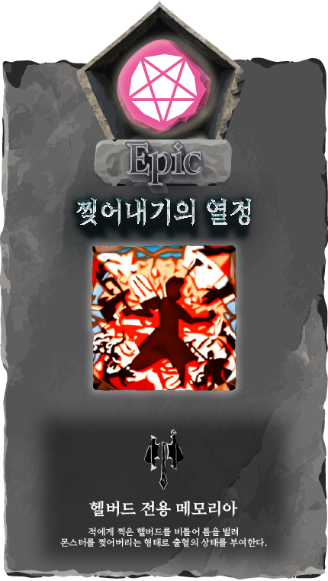 Epic
찢어내기의 열정
헬버드 전용 메모리아
적에게 찍은 헬버드를 비틀어 틈을 벌려
몬스터를 찢어버리는 형태로 출혈의 상태를 부여한다.